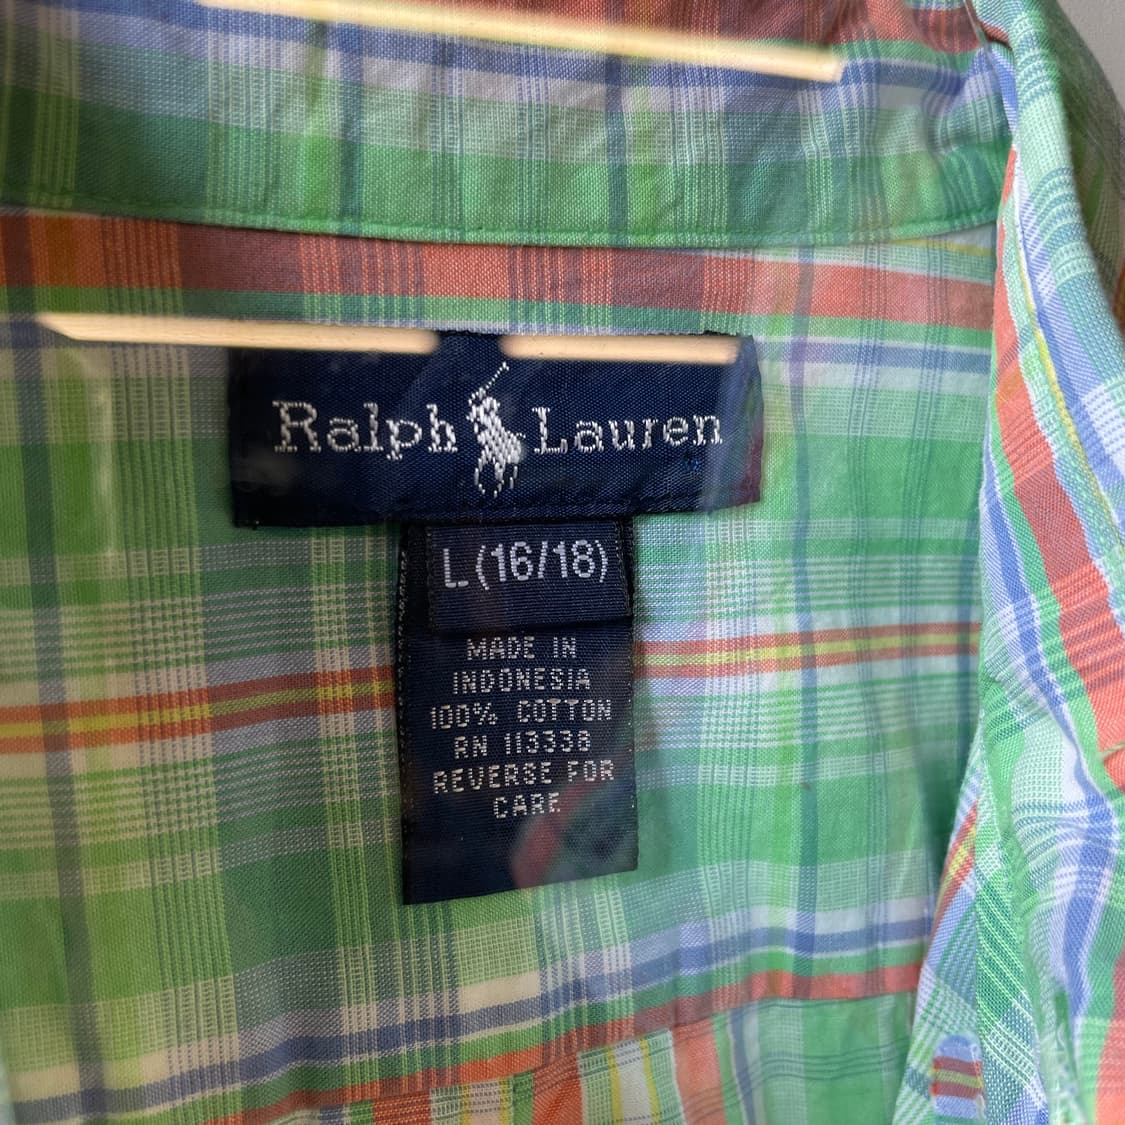 Ralph Lauren
L (16/18)
MADE IN
INDONESIA
100% COTTON
RN 113338
REVERSE FOR
CARE